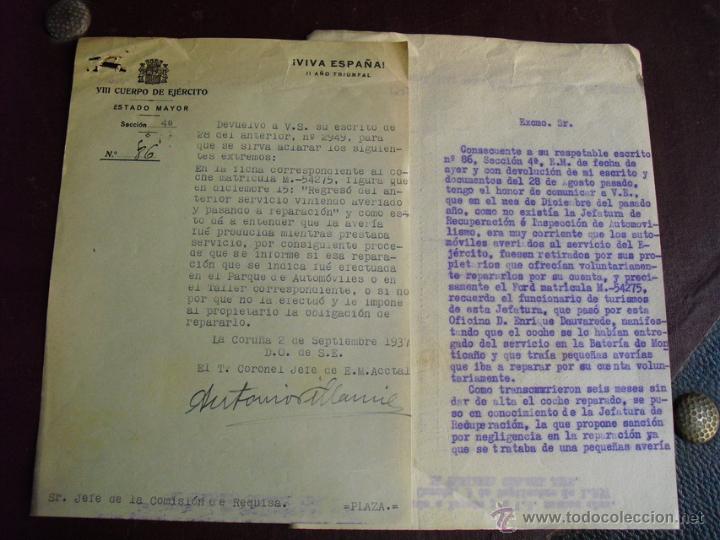 ¡VIVA ESPAÑA!
II AÑO TRIUNFAL
VIII CUERPO DE EJÉRCITO
ESTADO MAYOR
Sección 4ª
N.º 86
Devuelvo a V.S. su escrito de
28 del anterior, nº 2949, para
que se sirva aclarar los siguien
tes extremos:
En la ficha correspondiente al co
che matrícula M.-54275, figura que
en diciembre 15: "Regresó del an-
terior servicio viniendo averiado
y pasando a reparación" y como es-
to dá a entender que la avería
fué producida mientras prestaba
servicio, por consiguiente proce-
de que se informe si esa repara-
ción que se indica fué efectuada
en el Parque de Automóviles o en
el Taller correspondiente, o si no
por que no la efectuó y le impone
al propietario la obligación de
repararlo.
La Coruña 2 de Septiembre 1937
D.O. de S.E.
El T. Coronel Jefe de E.M.Acctal
Antonio Villamil
Sr. Jefe de la Comisión de Requisa.
=PLAZA.=
Excmo. Sr.
Consecuente a su respetable escrito
nº 86, Sección 4ª, E.M. de fecha de
ayer y con devolución de mi escrito y
documentos del 28 de agosto pasado,
tengo el honor de comunicar a V.E.,
que en el mes de Diciembre del pasado
año, como no existía la Jefatura de
Recuperación é Inspección de Automovi-
lismo, era muy corriente que los auto-
móviles averiados al servicio del E-
jército, fuesen retirados por sus pro-
pietarios que ofrecían voluntariamen-
te repararlos por su cuenta, y preci-
samente el Ford matrícula M.-54275,
recuerda el funcionario de turismos
de esta Jefatura, que pasó por esta
Oficina D. Enrique Dauvarede, manifes-
tando que el coche se lo habían entre-
gado del servicio en la Batería de Mon
ticaño y que traía pequeñas averías
que iba a reparar por su cuenta volun-
tariamente.
Como transcurrieron seis meses sin
dar de alta el coche reparado, se pu-
so en conocimiento de la Jefatura de
Recuperación, la que propone sanción
por negligencia en la reparación ya
que se trataba de una pequeñas avería
todocoleccion.net